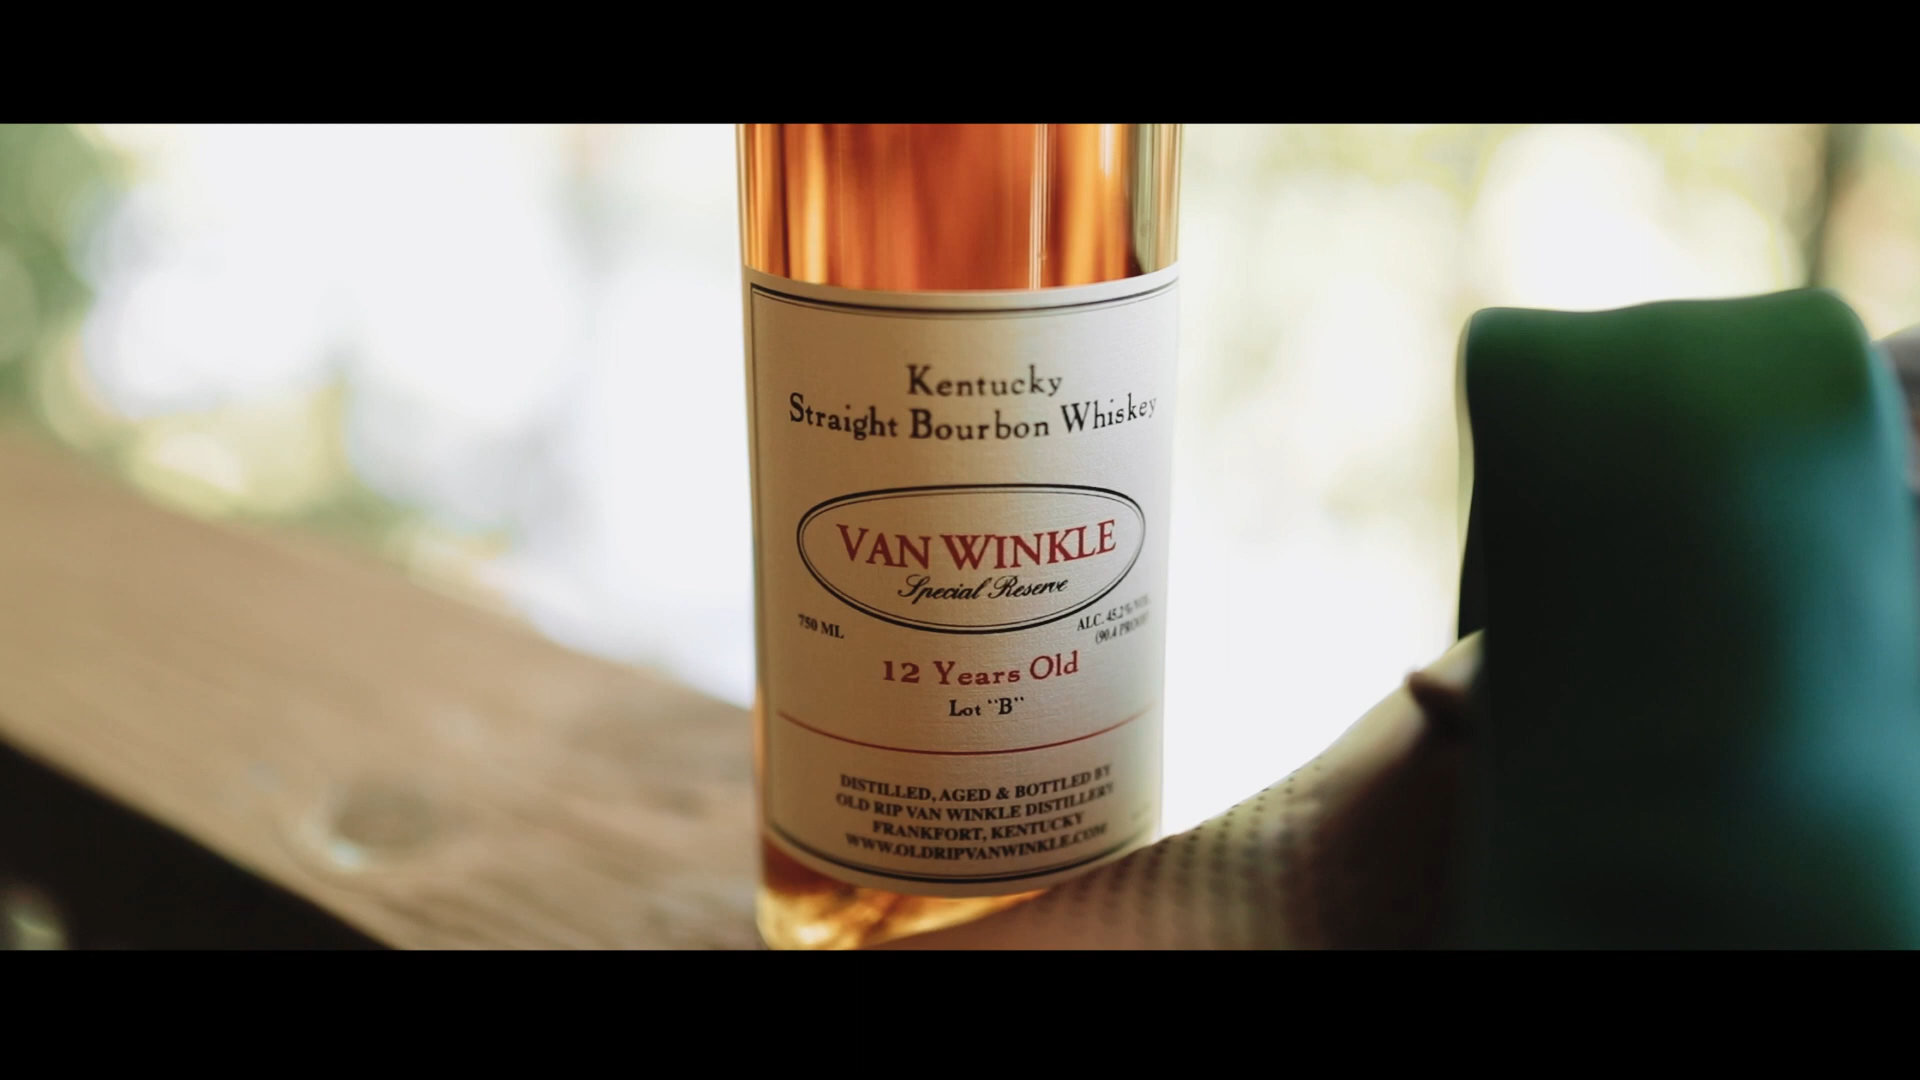 Kentucky
Straight Bourbon Whiskey
VAN WINKLE
Special Reserve
750 ML
ALC. 45.2% VOL
(90.4 PROOF)
12 Years Old
Lot "B"
DISTILLED, AGED & BOTTLED BY
OLD RIP VAN WINKLE DISTILLERY
FRANKFORT, KENTUCKY
WWW.OLDRIPVANWINKLE.COM